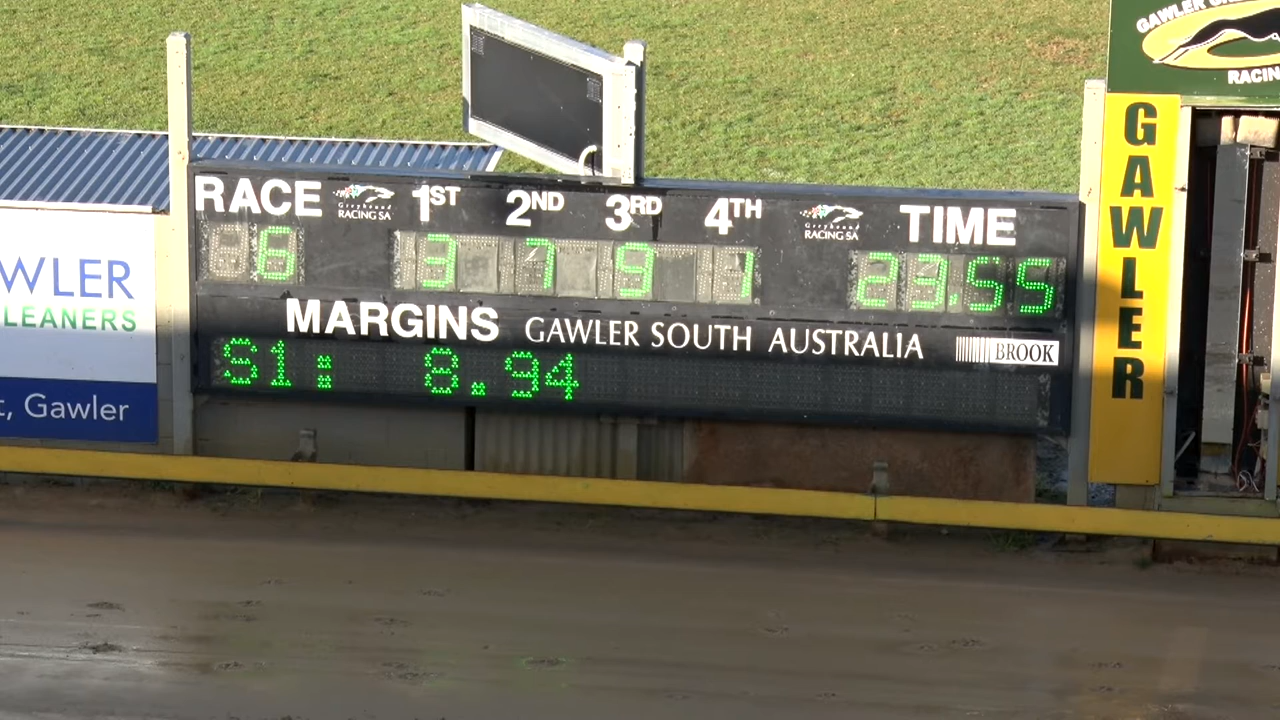 GAWLER
RACIN
GAWLER
RACE
Greyhound
RACING SA
1ST
2ND
3RD
4TH
Greyhound
RACING SA
TIME
6
3
7
9
1
23.55
MARGINS
GAWLER SOUTH AUSTRALIA
BROOK
S1: 8.94
WLER
LEANERS
t, Gawler